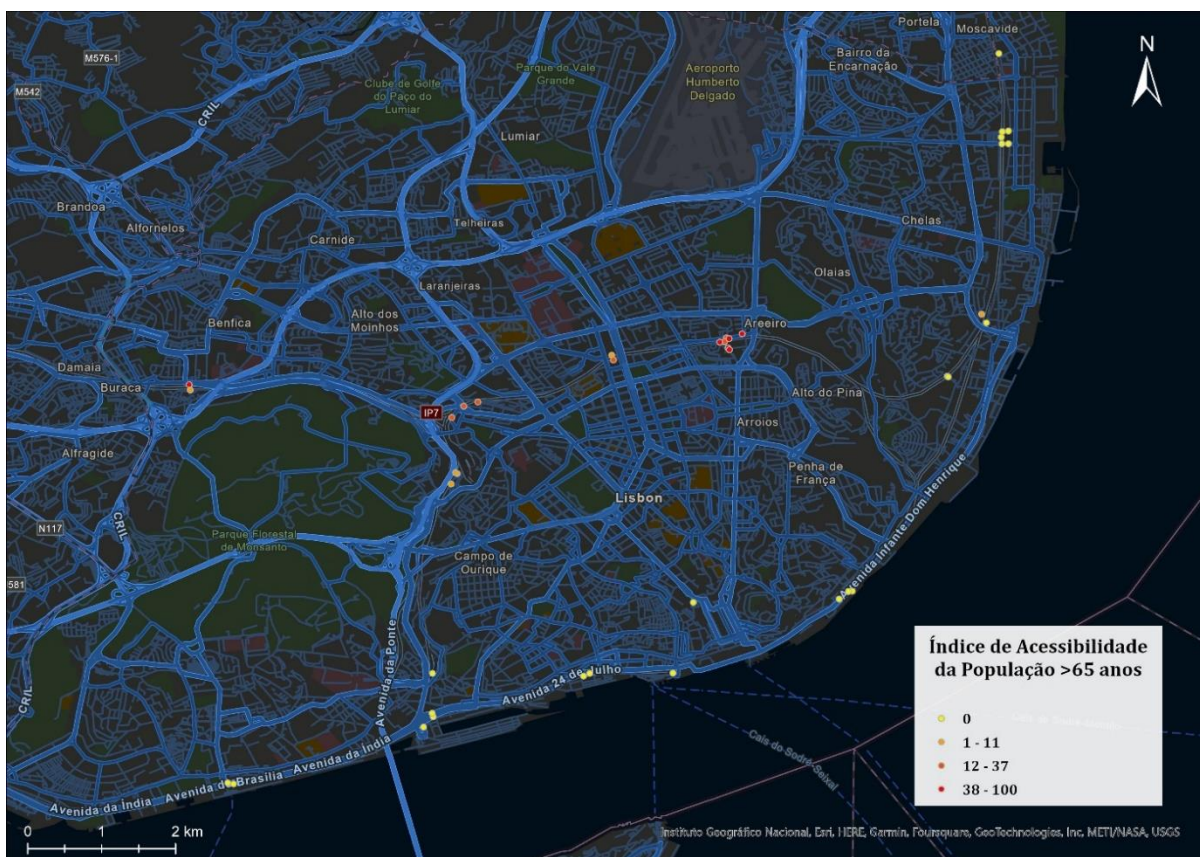 Portela
Moscavide
N
M576-1
Bairro da
Encarnação
Parque do Vale
Grande
Aeroporto
Humberto
Delgado
Clube de Golfe
do Paço do
Lumiar
M542
CRIL
Lumiar
Brandoa
Alfornelos
Carnide
Telheiras
Chelas
Laranjeiras
Olaias
Benfica
Alto dos
Moinhos
Areeiro
Damaia
Buraca
Alto do Pina
IP7
Arroios
Alfragide
Penha de
França
Lisbon
N117
CRIL
Parque Florestal
de Monsanto
Avenida Infante Dom Henrique
Campo de
Ourique
581
Avenida da Ponte
Avenida 24 de Julho
CRIL
Avenida da Índia
Avenida de Brasília
Avenida da Índia
Cais do Sodré-Seixal
Índice de Acessibilidade
da População >65 anos
0
1 - 11
12 - 37
38 - 100
0 1 2 km
Instituto Geográfico Nacional, Esri, HERE, Garmin, Foursquare, GeoTechnologies, Inc, METI/NASA, USGS